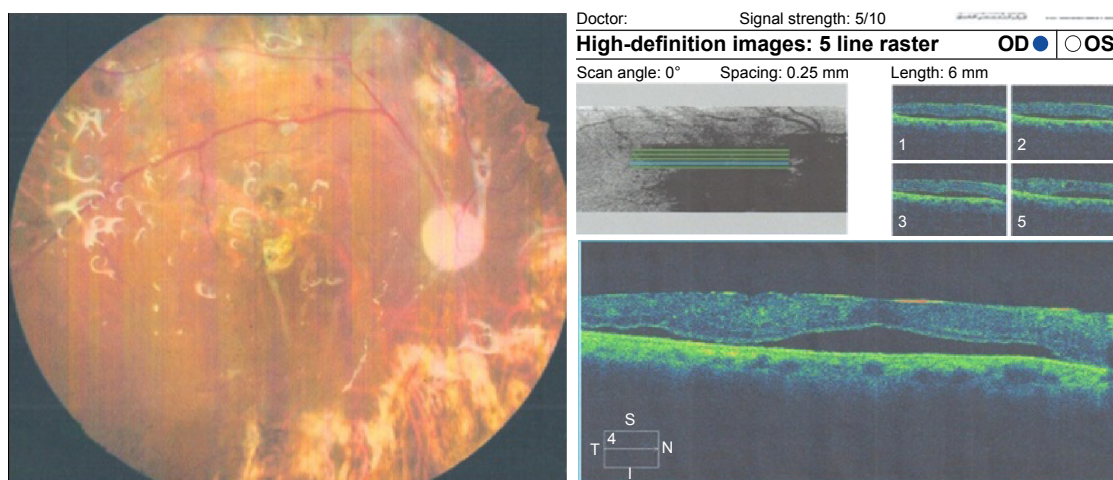 Doctor: Signal strength: 5/10
High-definition images: 5 line raster OD OS
Scan angle: 0° Spacing: 0.25 mm Length: 6 mm
1 2
3 5
S
4
T N
I